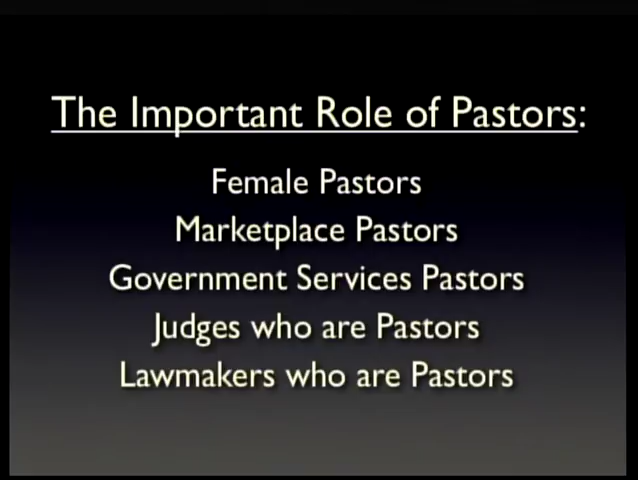 The Important Role of Pastors:
Female Pastors
Marketplace Pastors
Government Services Pastors
Judges who are Pastors
Lawmakers who are Pastors